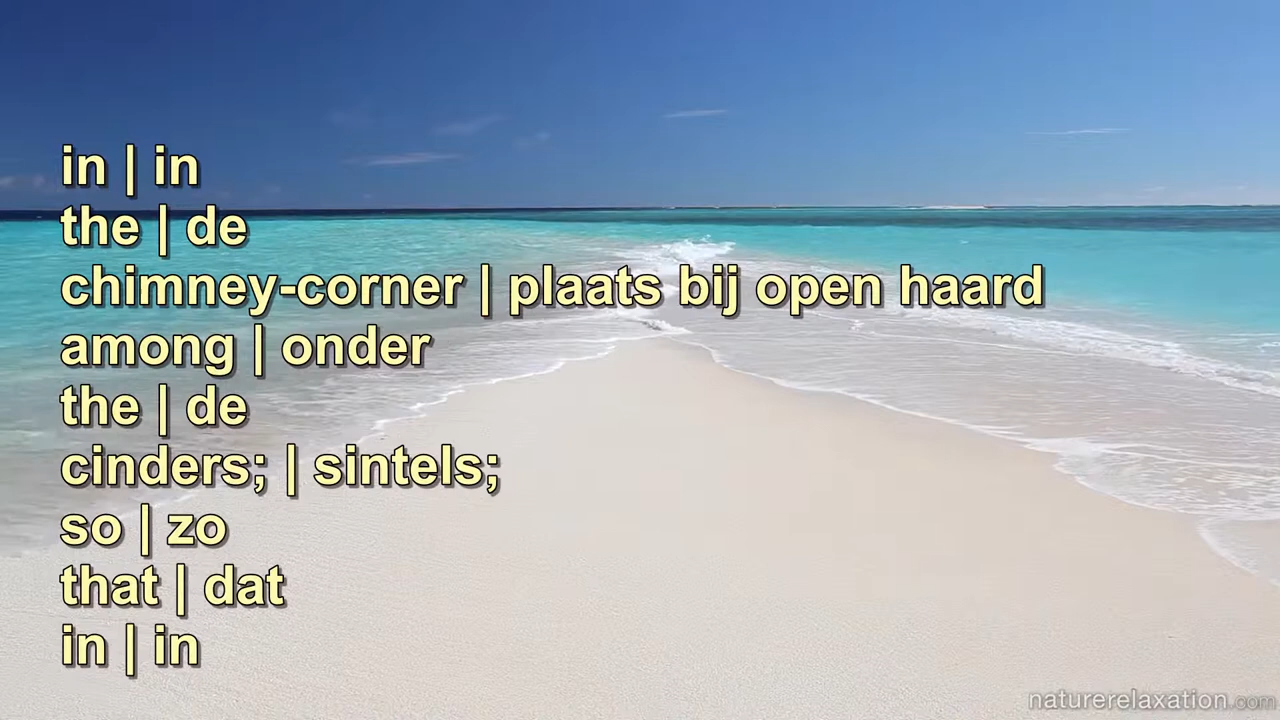 in | in
the | de
chimney-corner | plaats bij open haard
among | onder
the | de
cinders; | sintels;
so | zo
that | dat
in | in
naturerelaxation.com